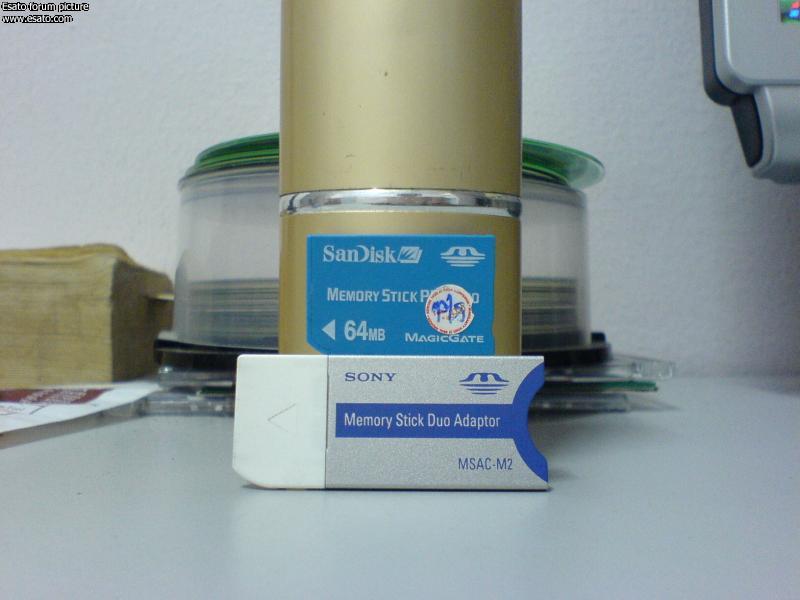 Esato forum picture
www.esato.com
SanDisk
MEMORY STICK
64MB
MAGICGATE
SONY
Memory Stick Duo Adaptor
MSAC-M2